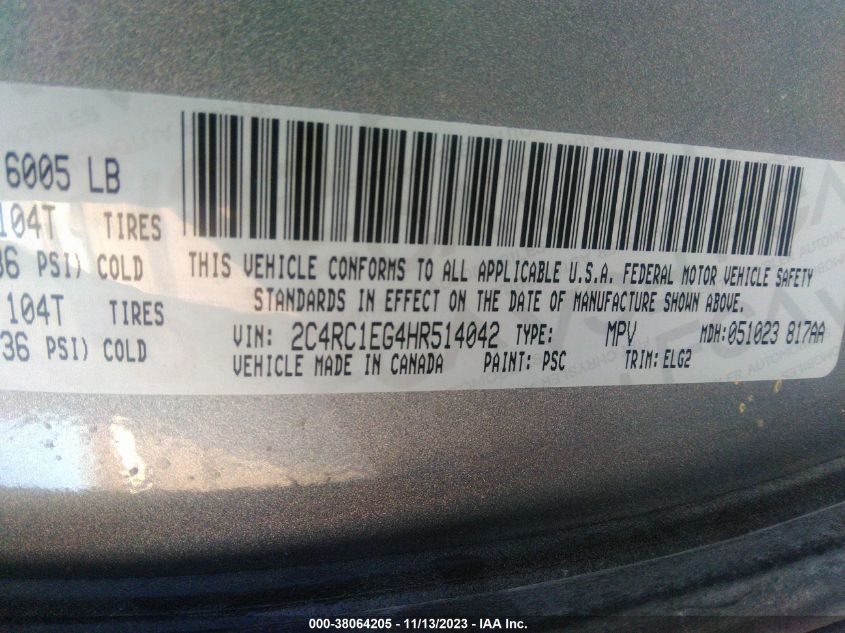 6005 LB
104T TIRES
36 PSI) COLD
104T TIRES
36 PSI) COLD
THIS VEHICLE CONFORMS TO ALL APPLICABLE U.S.A. FEDERAL MOTOR VEHICLE SAFETY
STANDARDS IN EFFECT ON THE DATE OF MANUFACTURE SHOWN ABOVE.
VIN: 2C4RC1EG4HR514042 TYPE: MPV MDH:051023 817AA
VEHICLE MADE IN CANADA PAINT: PSC TRIM: ELG2
000-38064205 - 11/13/2023 - IAA Inc.